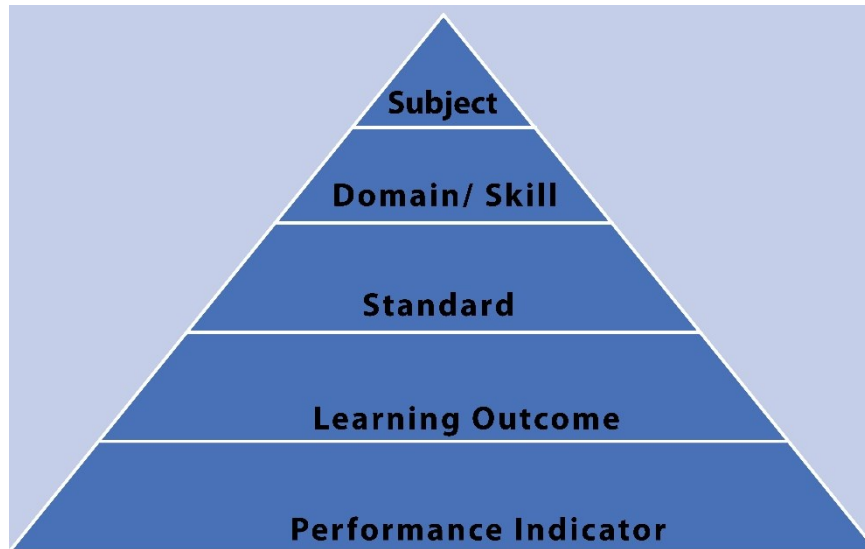 Subject
Domain/ Skill
Standard
Learning Outcome
Performance Indicator